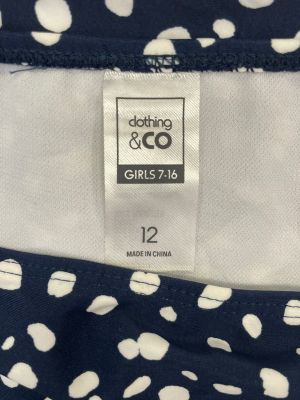 clothing
&CO
GIRLS 7-16
12
MADE IN CHINA